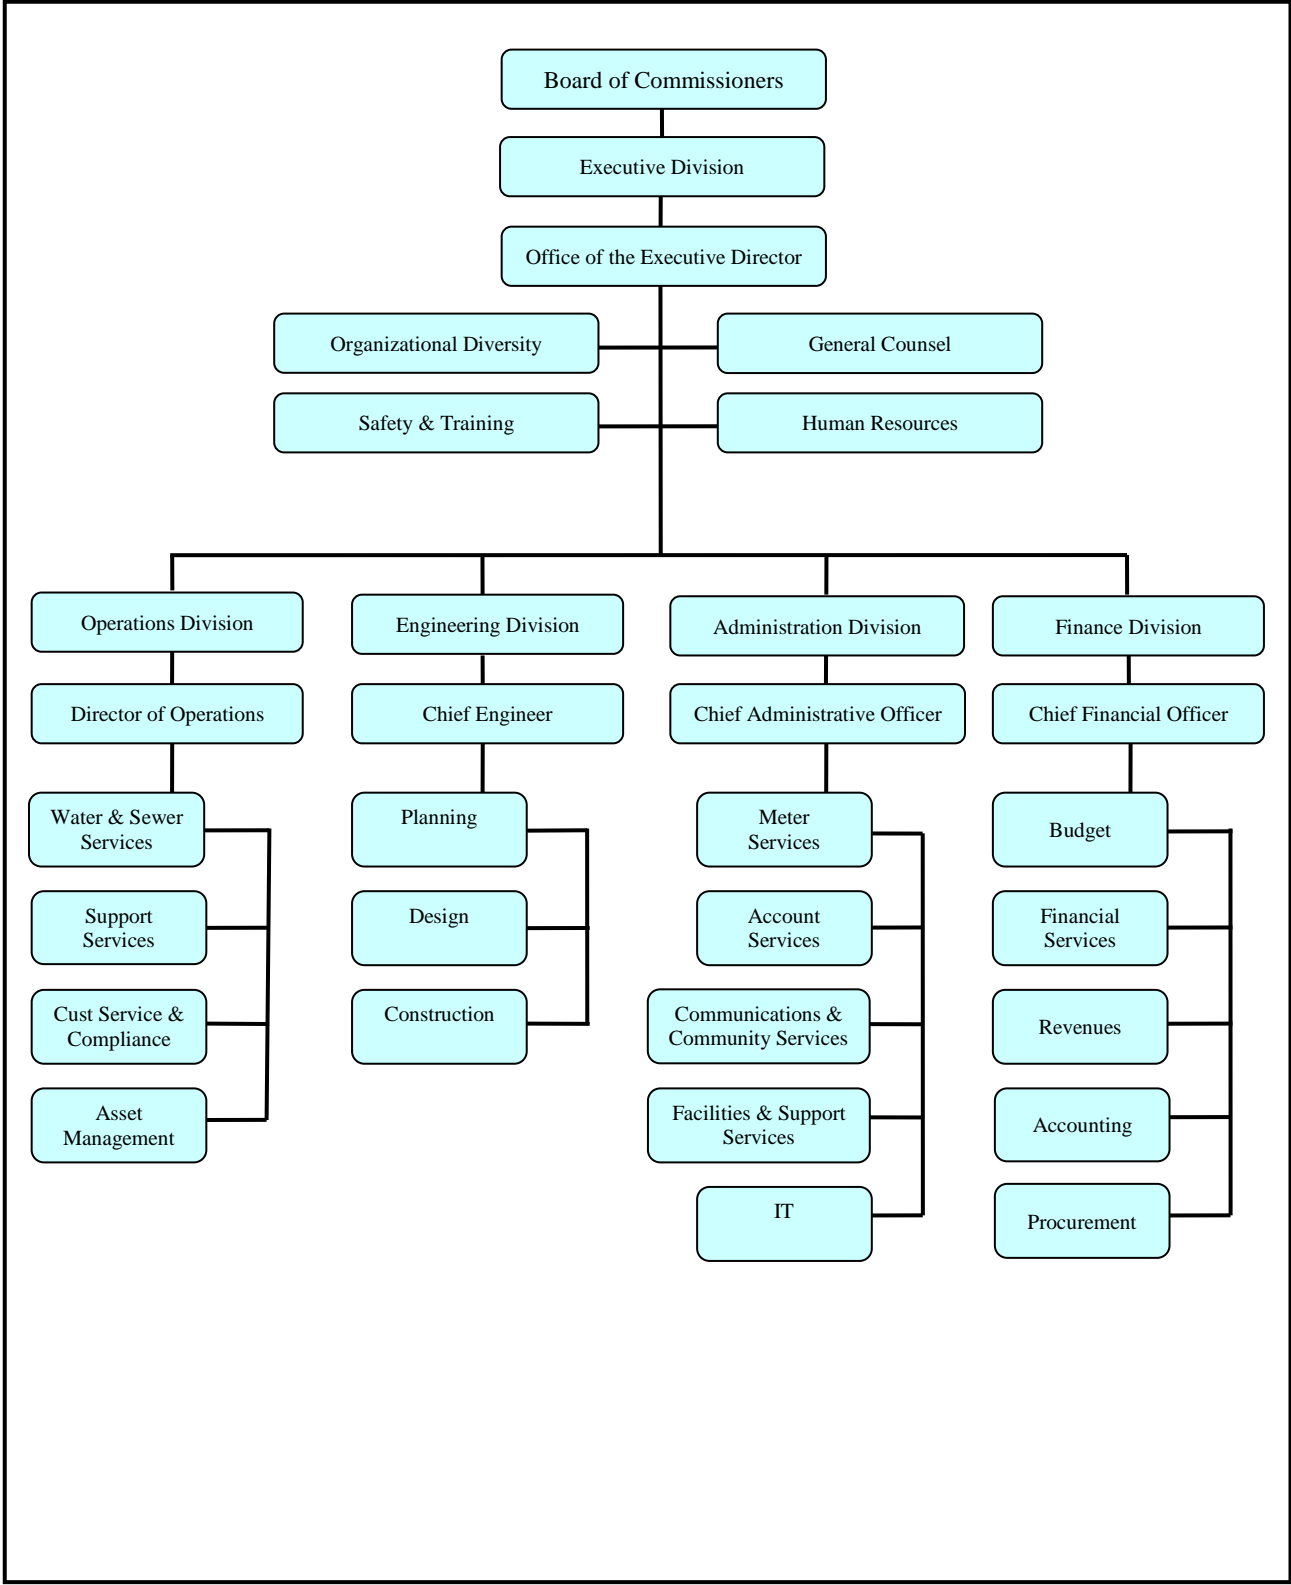 Board of Commissioners
Executive Division
Office of the Executive Director
Organizational Diversity
General Counsel
Safety & Training
Human Resources
Operations Division
Engineering Division
Administration Division
Finance Division
Director of Operations
Chief Engineer
Chief Administrative Officer
Chief Financial Officer
Water & Sewer
Services
Planning
Meter
Services
Budget
Support
Services
Design
Account
Services
Financial
Services
Cust Service &
Compliance
Construction
Communications &
Community Services
Revenues
Asset
Management
Facilities & Support
Services
Accounting
IT
Procurement